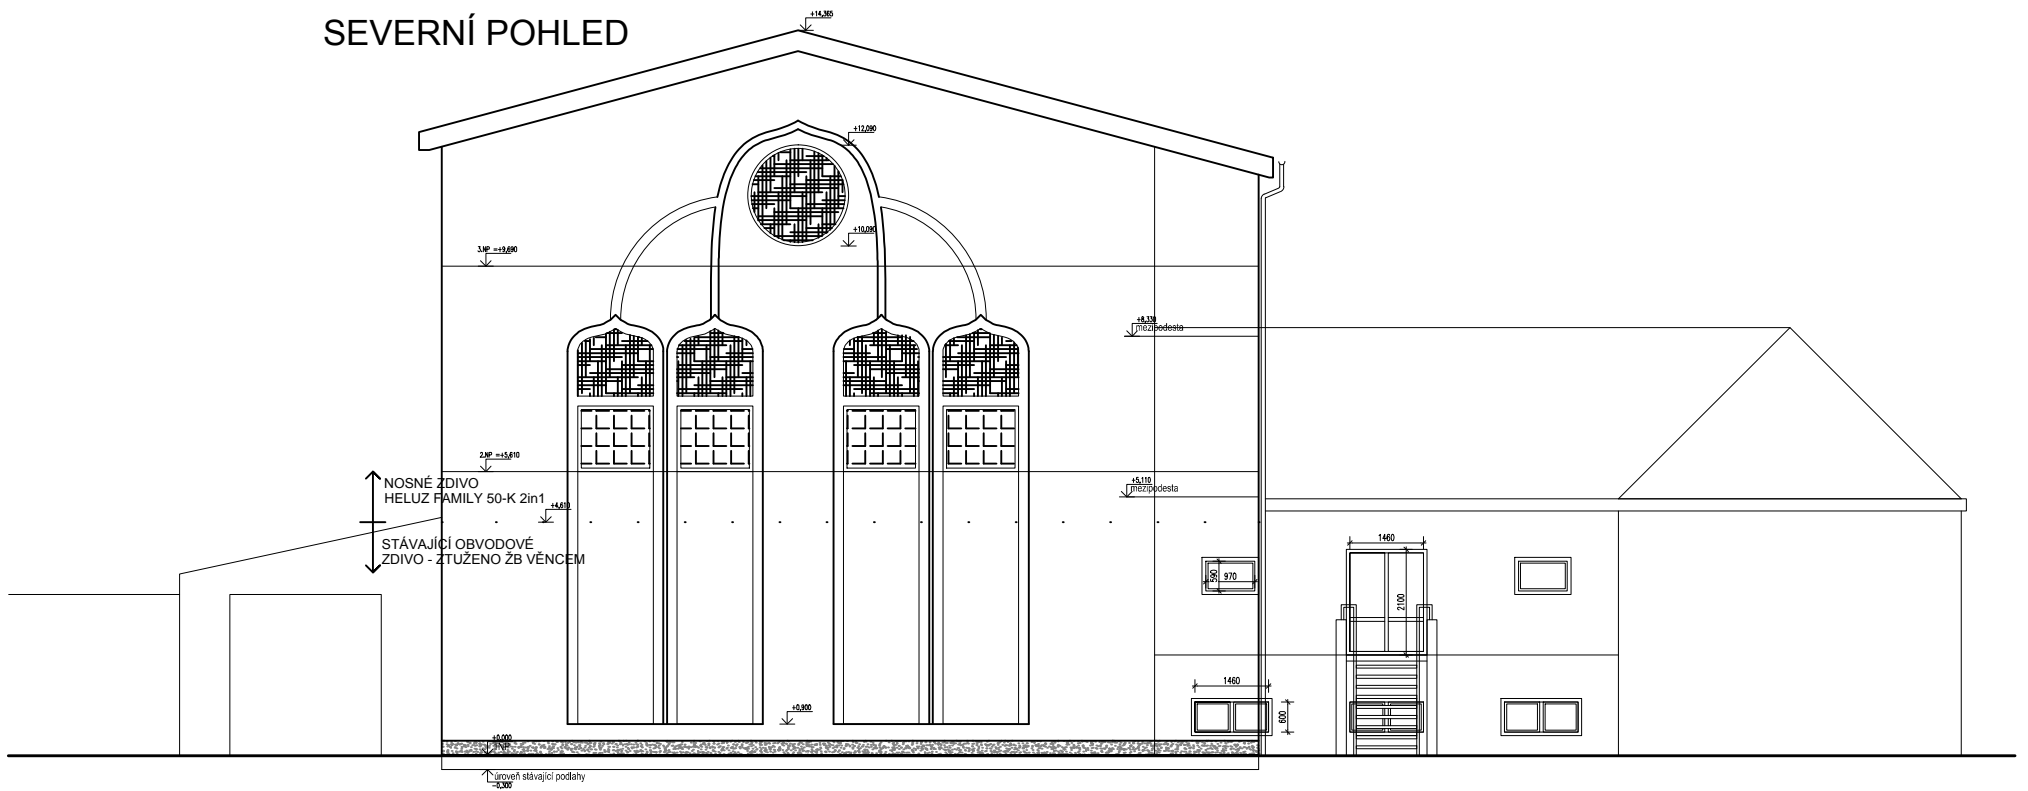 SEVERNÍ POHLED
+14,365
+12,090
+10,090
3.NP =+9,690
+8,330
mezipodesta
2.NP =+5,610
NOSNÉ ZDIVO
HELUZ FAMILY 50-K 2in1
+5,110
mezipodesta
+4,610
STÁVAJÍCÍ OBVODOVÉ
ZDIVO - ZTUŽENO ŽB VĚNCEM
1460
590
970
2100
1460
600
+0,900
+0,000
1NP
úroveň stávající podlahy
-0,300